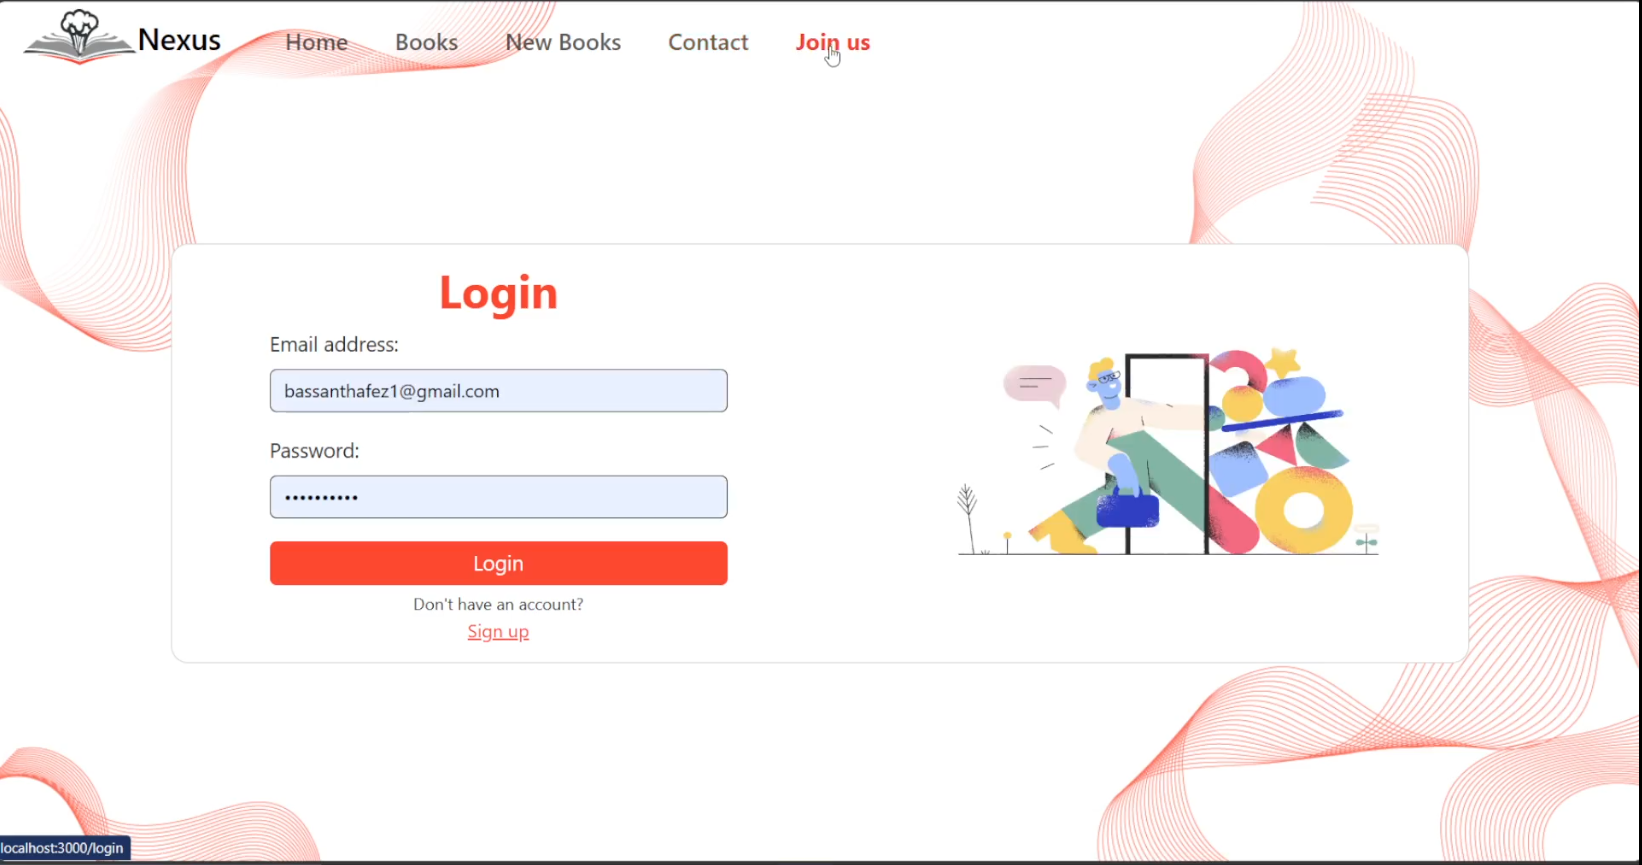 Nexus Home Books New Books Contact Join us
Login
Email address:
bassanthafez1@gmail.com
Password:
••••••••••
Login
Don't have an account?
Sign up
localhost:3000/login